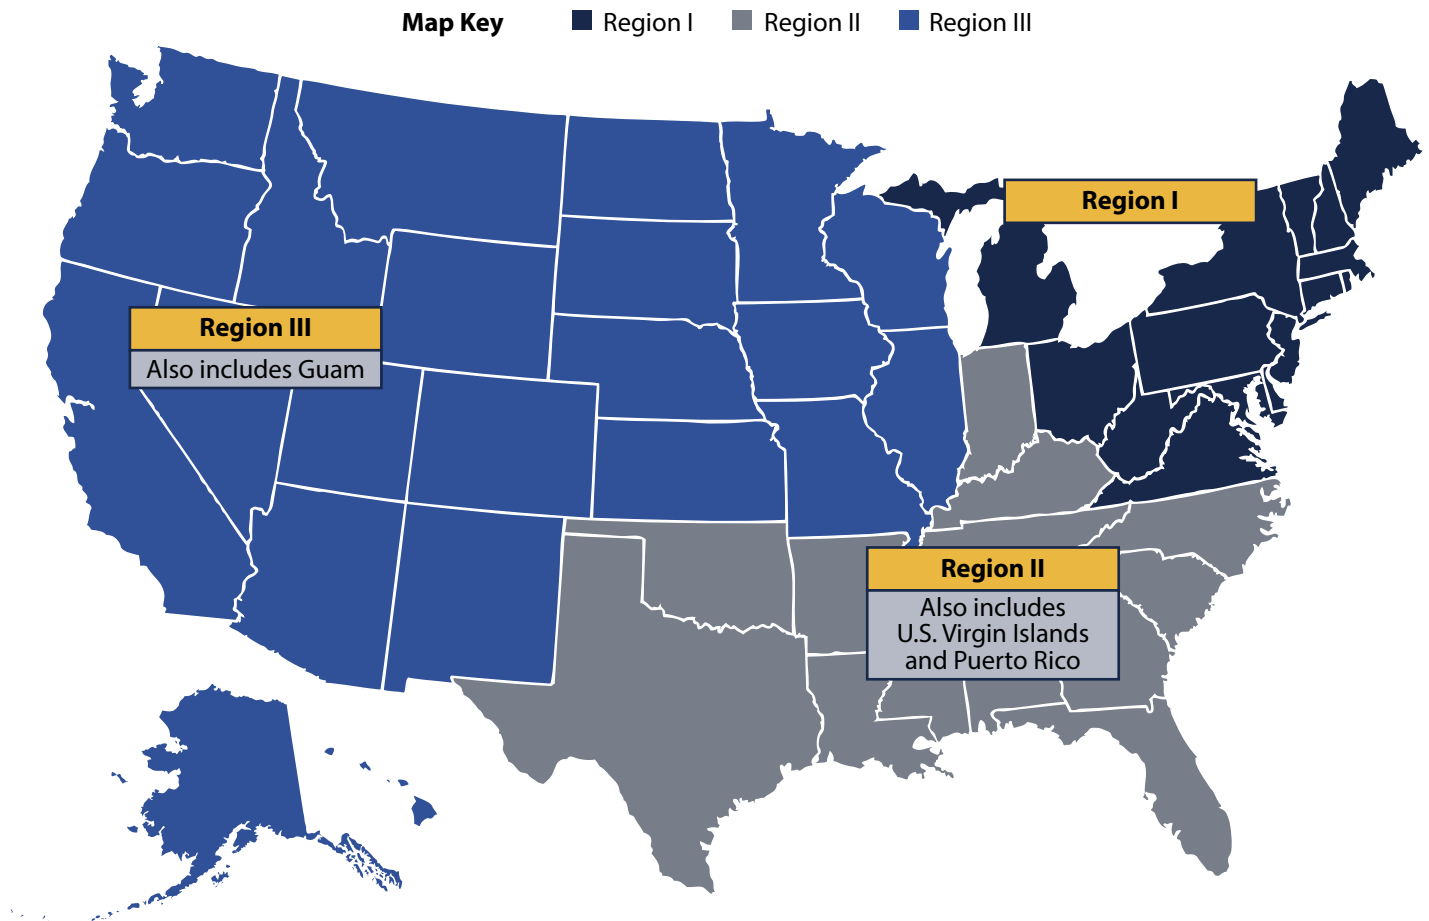 Map Key Region I Region II Region III
Region I
Region III
Also includes Guam
Region II
Also includes
U.S. Virgin Islands
and Puerto Rico